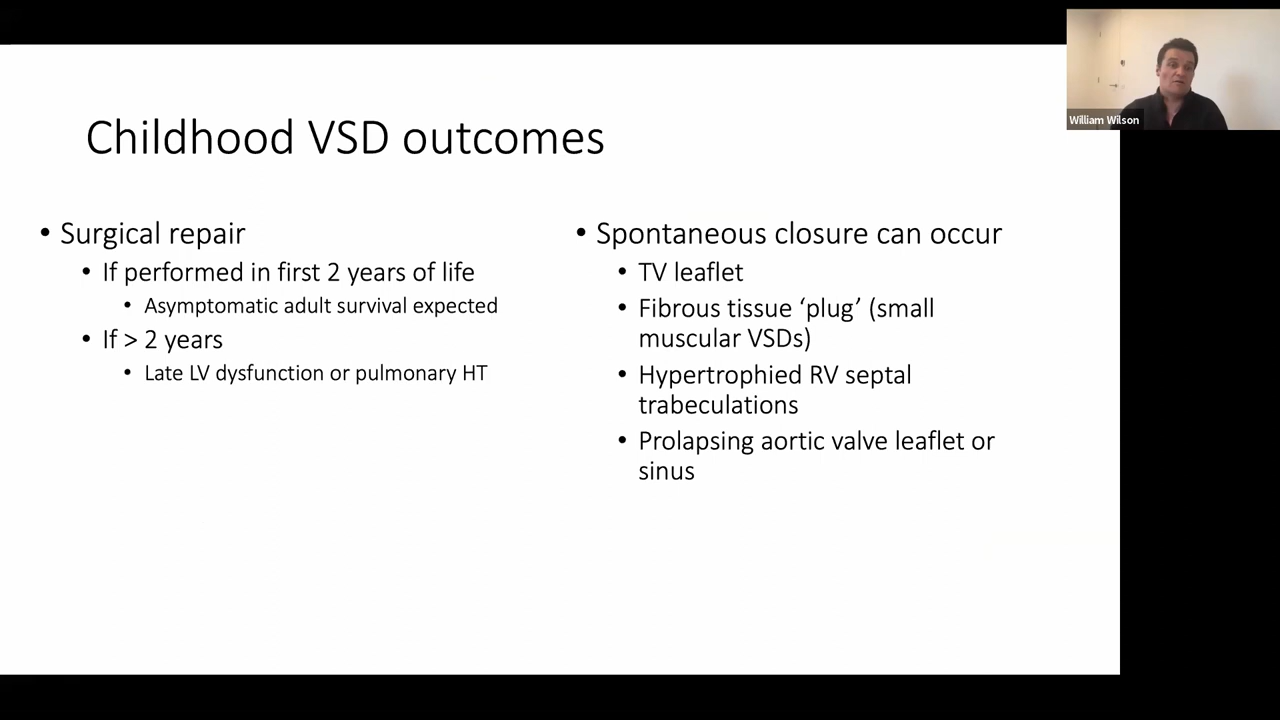 Childhood VSD outcomes
• Surgical repair
• If performed in first 2 years of life
• Asymptomatic adult survival expected
• If > 2 years
• Late LV dysfunction or pulmonary HT
• Spontaneous closure can occur
• TV leaflet
• Fibrous tissue ‘plug’ (small
muscular VSDs)
• Hypertrophied RV septal
trabeculations
• Prolapsing aortic valve leaflet or
sinus
William Wilson